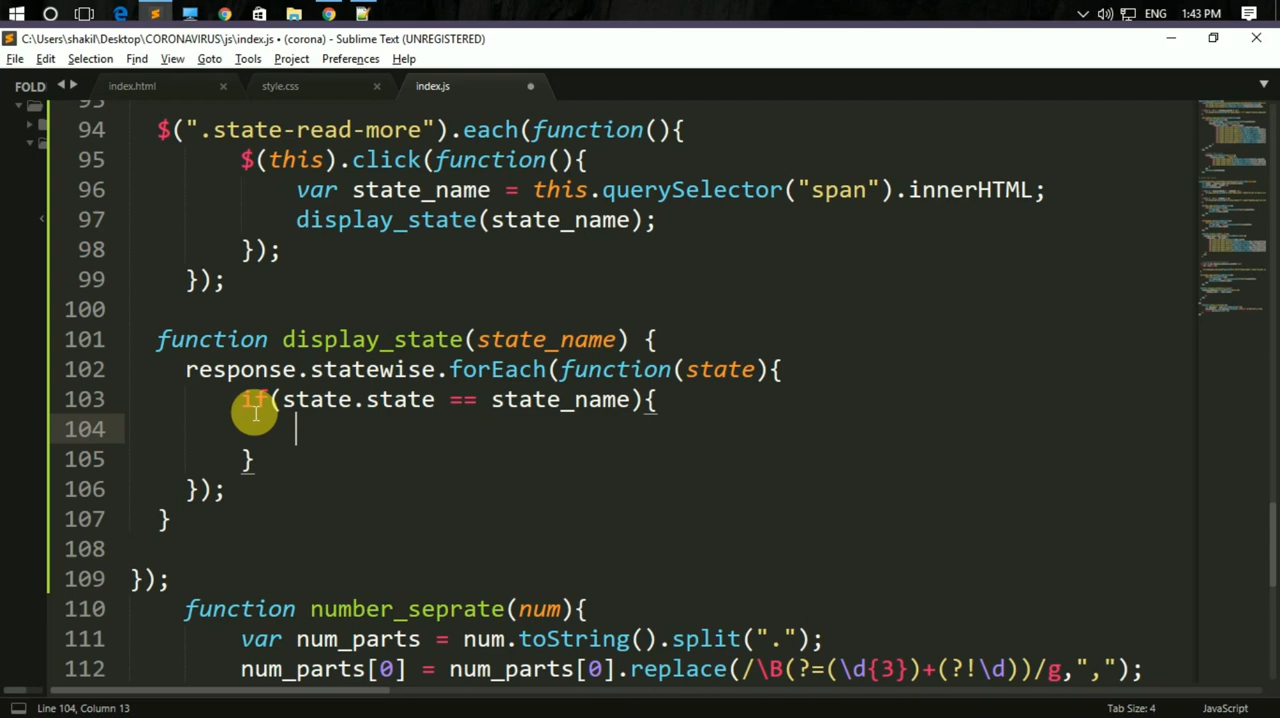 ENG 1:43 PM
C:\Users\shakil\Desktop\CORONAVIRUS\js\index.js • (corona) - Sublime Text (UNREGISTERED)
File Edit Selection Find View Goto Tools Project Preferences Help
FOLD index.html style.css index.js
93
94 $(".state-read-more").each(function(){
95 $(this).click(function(){
96 var state_name = this.querySelector("span").innerHTML;
97 display_state(state_name);
98 });
99 });
100
101 function display_state(state_name) {
102 response.statewise.forEach(function(state){
103 if(state.state == state_name){
104
105 }
106 });
107 }
108
109 });
110 function number_seprate(num){
111 var num_parts = num.toString().split(".");
112 num_parts[0] = num_parts[0].replace(/\B(?=(\d{3})+(?!\d))/g,",");
Line 104, Column 13 Tab Size: 4 JavaScript